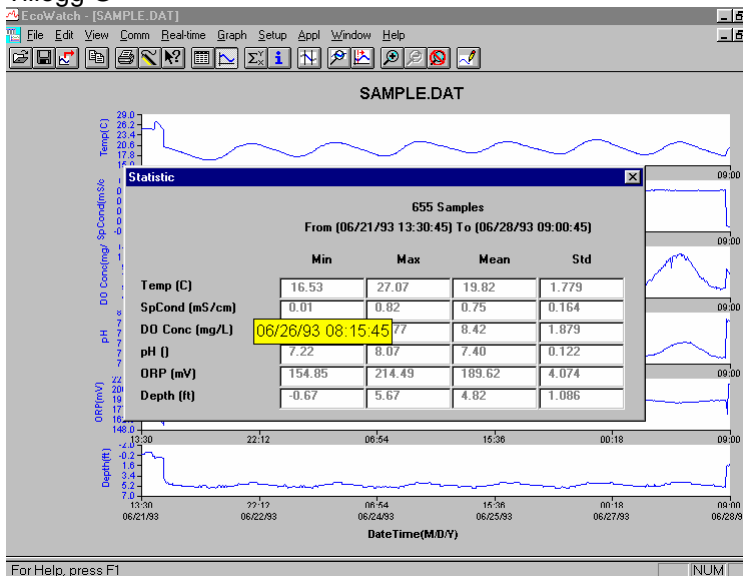 EcoWatch - [SAMPLE.DAT]
File Edit View Comm Real-time Graph Setup Appl Window Help
SAMPLE.DAT
Temp(C)
29.0
26.2
23.4
20.6
17.8
Statistic
655 Samples
From (06/21/93 13:30:45) To (06/28/93 09:00:45)
Min Max Mean Std
Temp (C) 16.53 27.07 19.82 1.779
SpCond (mS/cm) 0.01 0.82 0.75 0.164
DO Conc (mg/L) 77 8.42 1.879
06/26/93 08:15:45
pH () 7.22 8.07 7.40 0.122
ORP (mV) 154.85 214.49 189.62 4.074
Depth (ft) -0.67 5.67 4.82 1.086
SpCond(mS/c
DO Conc(mg/
pH
ORP(mV)
148.0
09:00
09:00
09:00
09:00
13:30 22:12 06:54 15:36 00:18 09:00
Depth(ft)
-2.0
-0.2
1.6
3.4
5.2
7.0
13:30 22:12 06:54 15:36 00:18 09:00
06/21/93 06/22/93 06/24/93 06/25/93 06/27/93 06/28/9
DateTime(M/D/Y)
For Help, press F1 NUM